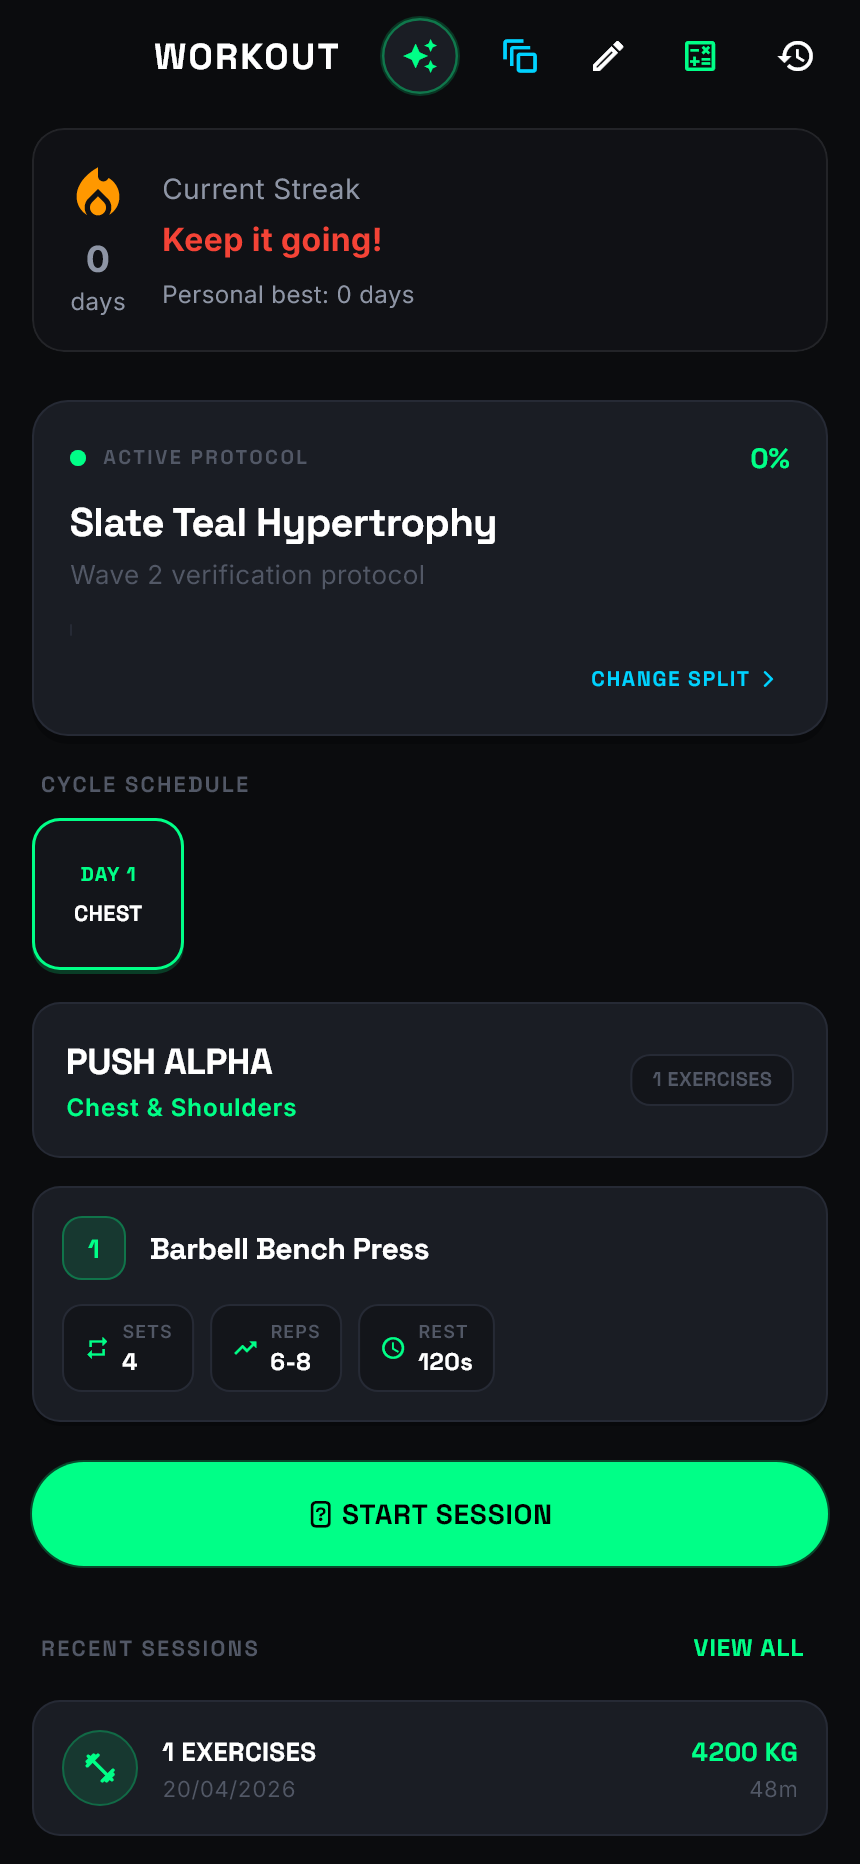 WORKOUT
Current Streak
Keep it going!
0
days
Personal best: 0 days
ACTIVE PROTOCOL
0%
Slate Teal Hypertrophy
Wave 2 verification protocol
CHANGE SPLIT
CYCLE SCHEDULE
DAY 1
CHEST
PUSH ALPHA
Chest & Shoulders
1 EXERCISES
1
Barbell Bench Press
SETS
4
REPS
6-8
REST
120s
? START SESSION
RECENT SESSIONS
VIEW ALL
1 EXERCISES
4200 KG
20/04/2026
48m